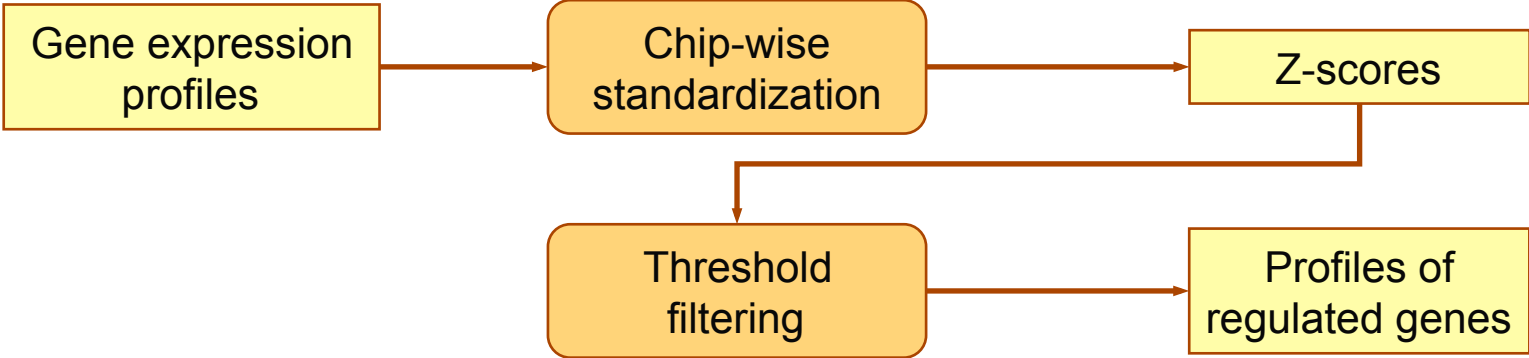 Gene expression
profiles
Chip-wise
standardization
Z-scores
Threshold
filtering
Profiles of
regulated genes